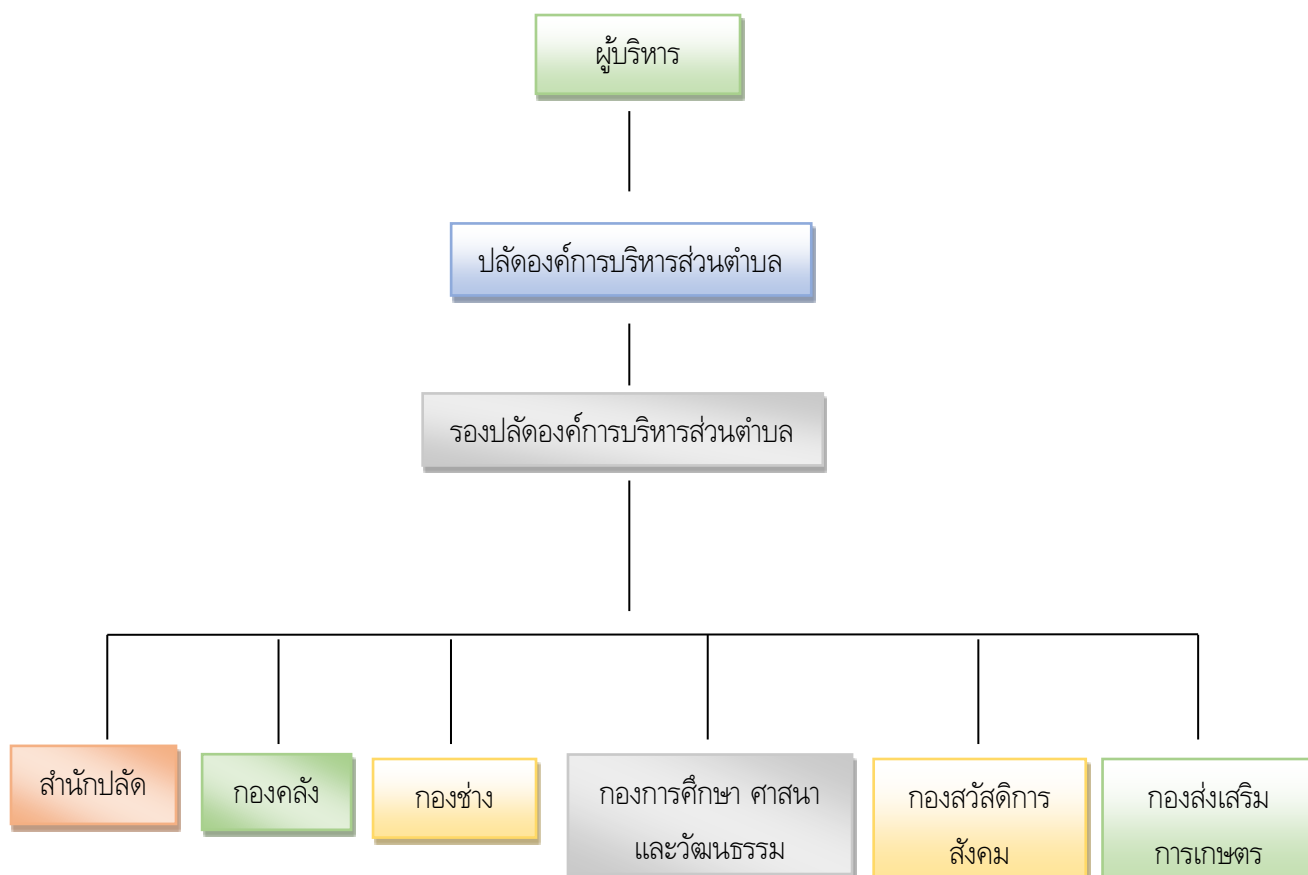 ผู้บริหาร
ปลัดองค์การบริหารส่วนตำบล
รองปลัดองค์การบริหารส่วนตำบล
สำนักปลัด
กองคลัง
กองช่าง
กองการศึกษา ศาสนา
และวัฒนธรรม
กองสวัสดิการ
สังคม
กองส่งเสริม
การเกษตร